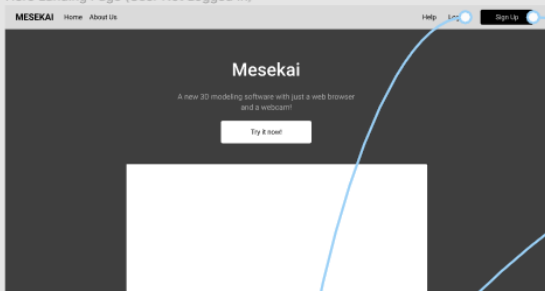 MESEKAI Home About Us Help Log Sign Up
Mesekai
A new 3D modeling software with just a web browser
and a webcam!
Try it now!